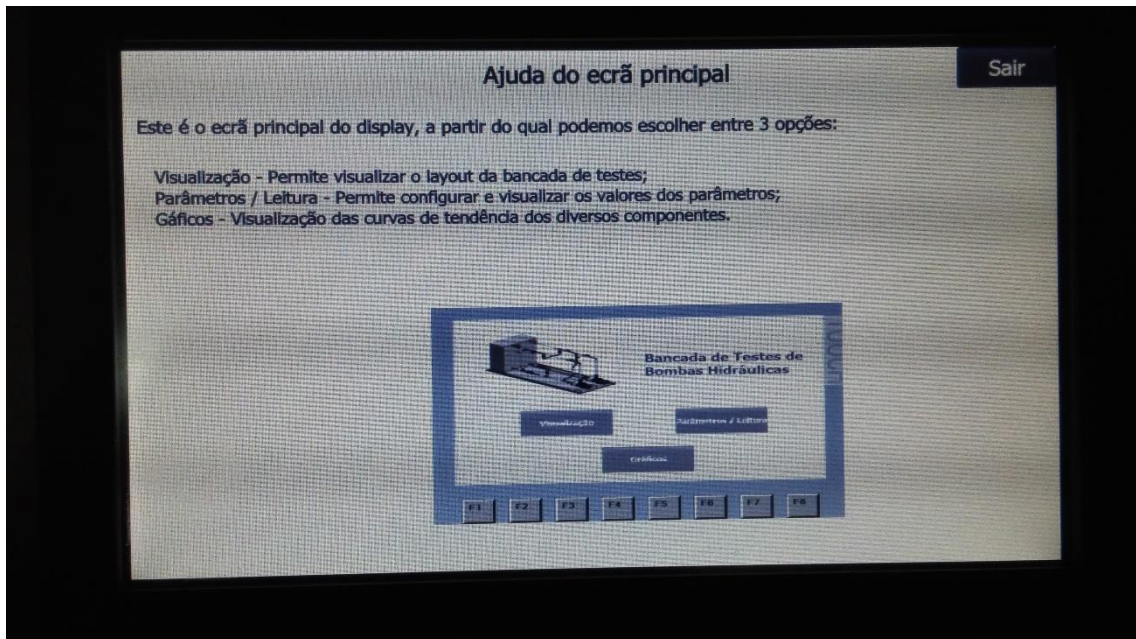 Ajuda do ecrã principal
Sair
Este é o ecrã principal do display, a partir do qual podemos escolher entre 3 opções:
Visualização - Permite visualizar o layout da bancada de testes;
Parâmetros / Leitura - Permite configurar e visualizar os valores dos parâmetros;
Gáficos - Visualização das curvas de tendência dos diversos componentes.
Bancada de Testes de
Bombas Hidráulicas
Visualização
Parâmetros / Leitura
Gráficos
F1 F2 F3 F4 F5 F6 F7 F8